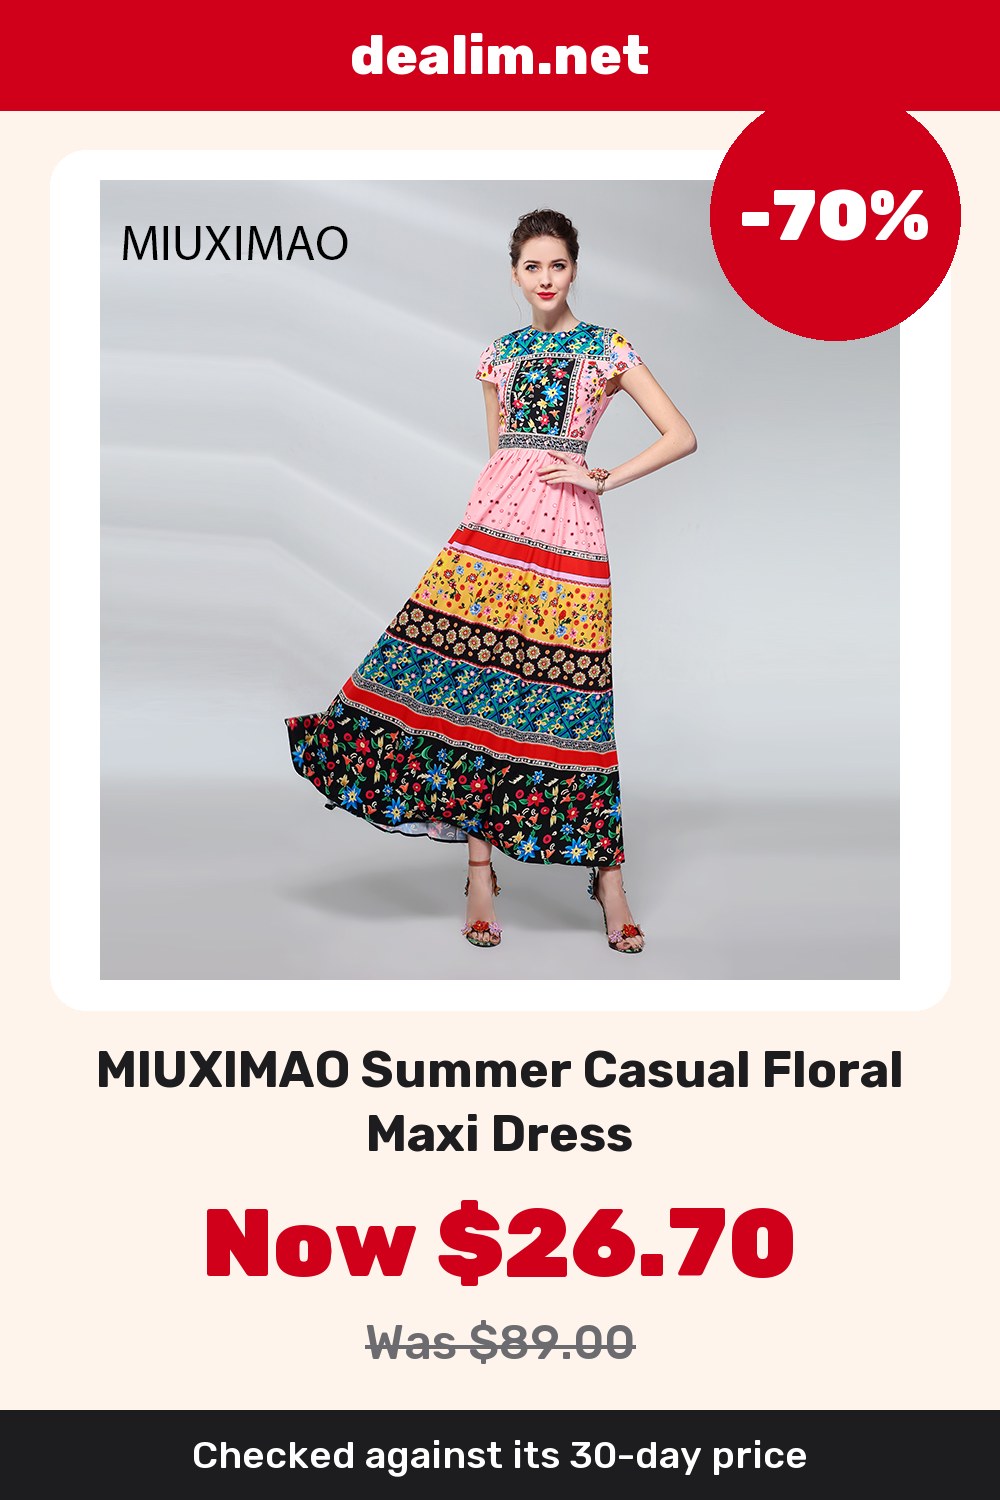 dealim.net
-70%
MIUXIMAO
MIUXIMAO Summer Casual Floral
Maxi Dress
Now $26.70
Was $89.00
Checked against its 30-day price